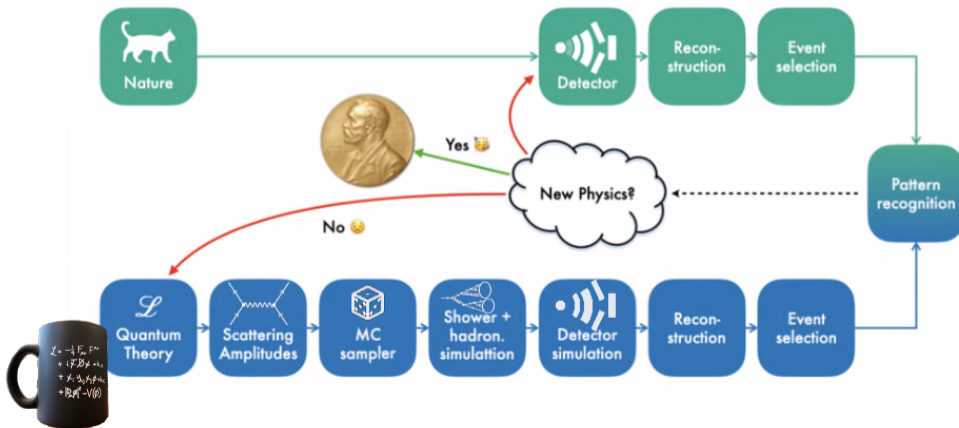 Nature
Detector
Recon-
struction
Event
selection
Yes 🥳
New Physics?
Pattern
recognition
No 😒
ℒ
Quantum
Theory
Scattering
Amplitudes
MC
sampler
Shower +
hadron.
simulattion
Detector
simulation
Recon-
struction
Event
selection